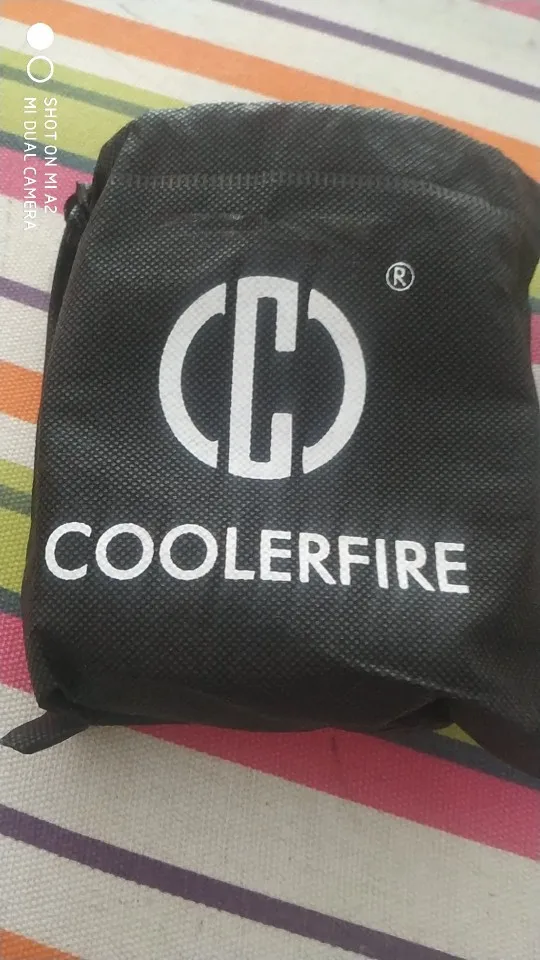 SHOT ON MI A2
MI DUAL CAMERA
®
COOLERFIRE